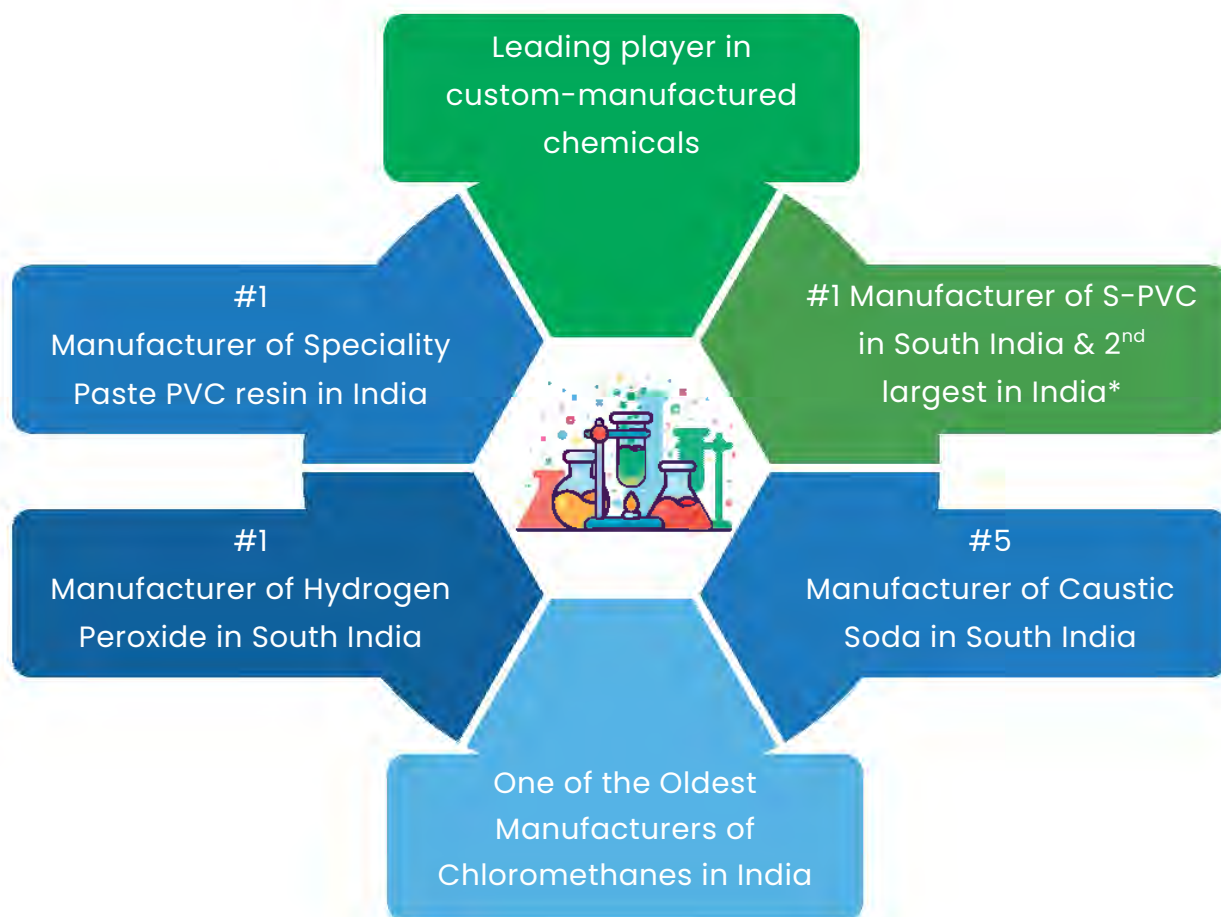 Leading player in
custom-manufactured
chemicals
#1
Manufacturer of Speciality
Paste PVC resin in India
#1 Manufacturer of S-PVC
in South India & 2nd
largest in India*
#1
Manufacturer of Hydrogen
Peroxide in South India
#5
Manufacturer of Caustic
Soda in South India
One of the Oldest
Manufacturers of
Chloromethanes in India